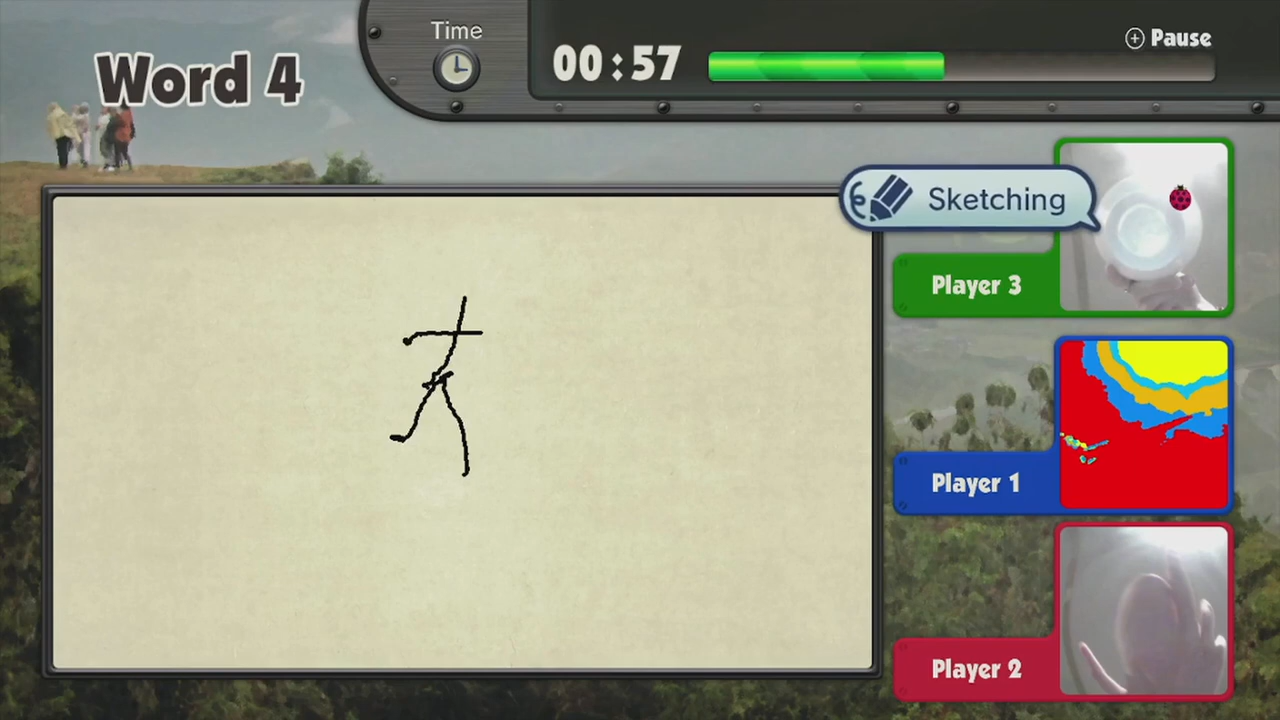 Word 4
Time
00:57
+ Pause
Sketching
Player 3
Player 1
Player 2